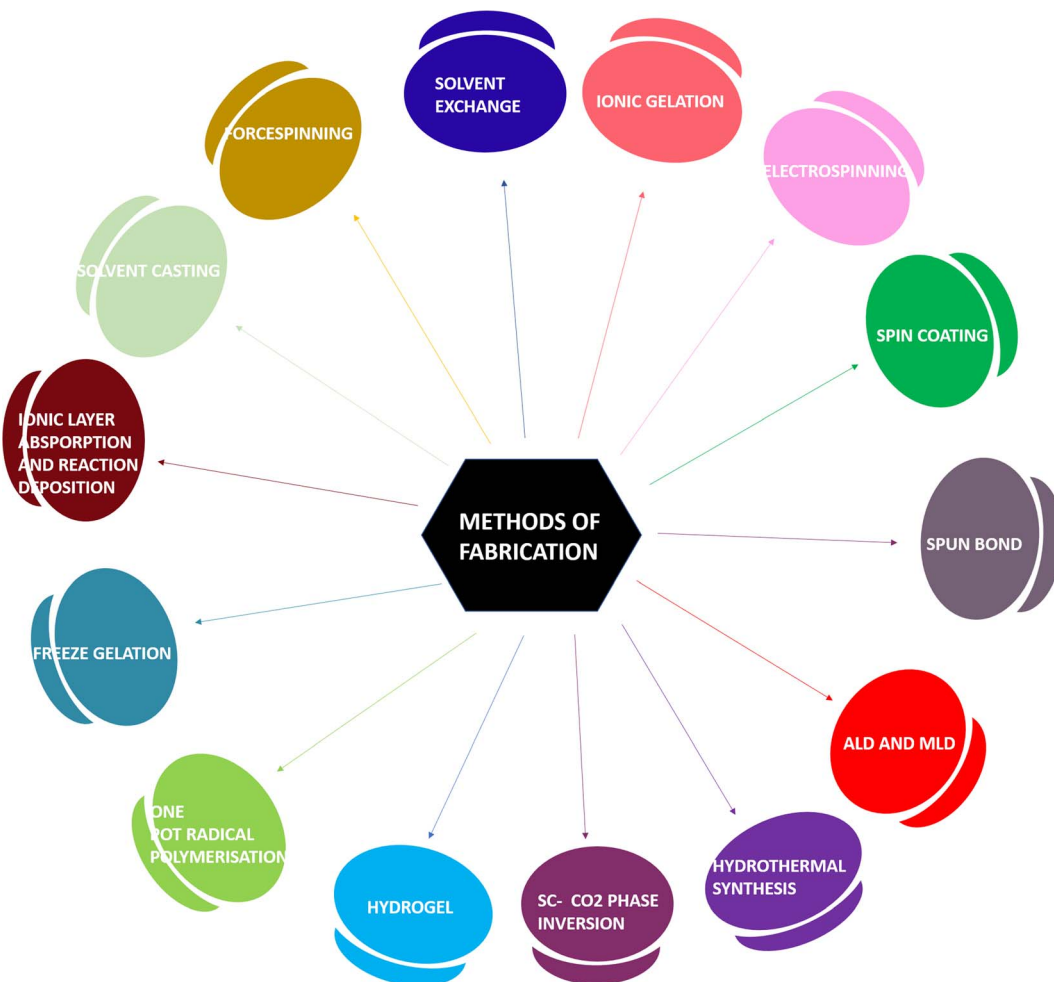 SOLVENT
EXCHANGE
IONIC GELATION
ELECTROSPINNING
SPIN COATING
SPUN BOND
ALD AND MLD
HYDROTHERMAL
SYNTHESIS
SC- CO2 PHASE
INVERSION
HYDROGEL
ONE
POT RADICAL
POLYMERISATION
FREEZE GELATION
IONIC LAYER
ABSPORPTION
AND REACTION
DEPOSITION
SOLVENT CASTING
FORCESPINNING
METHODS OF
FABRICATION